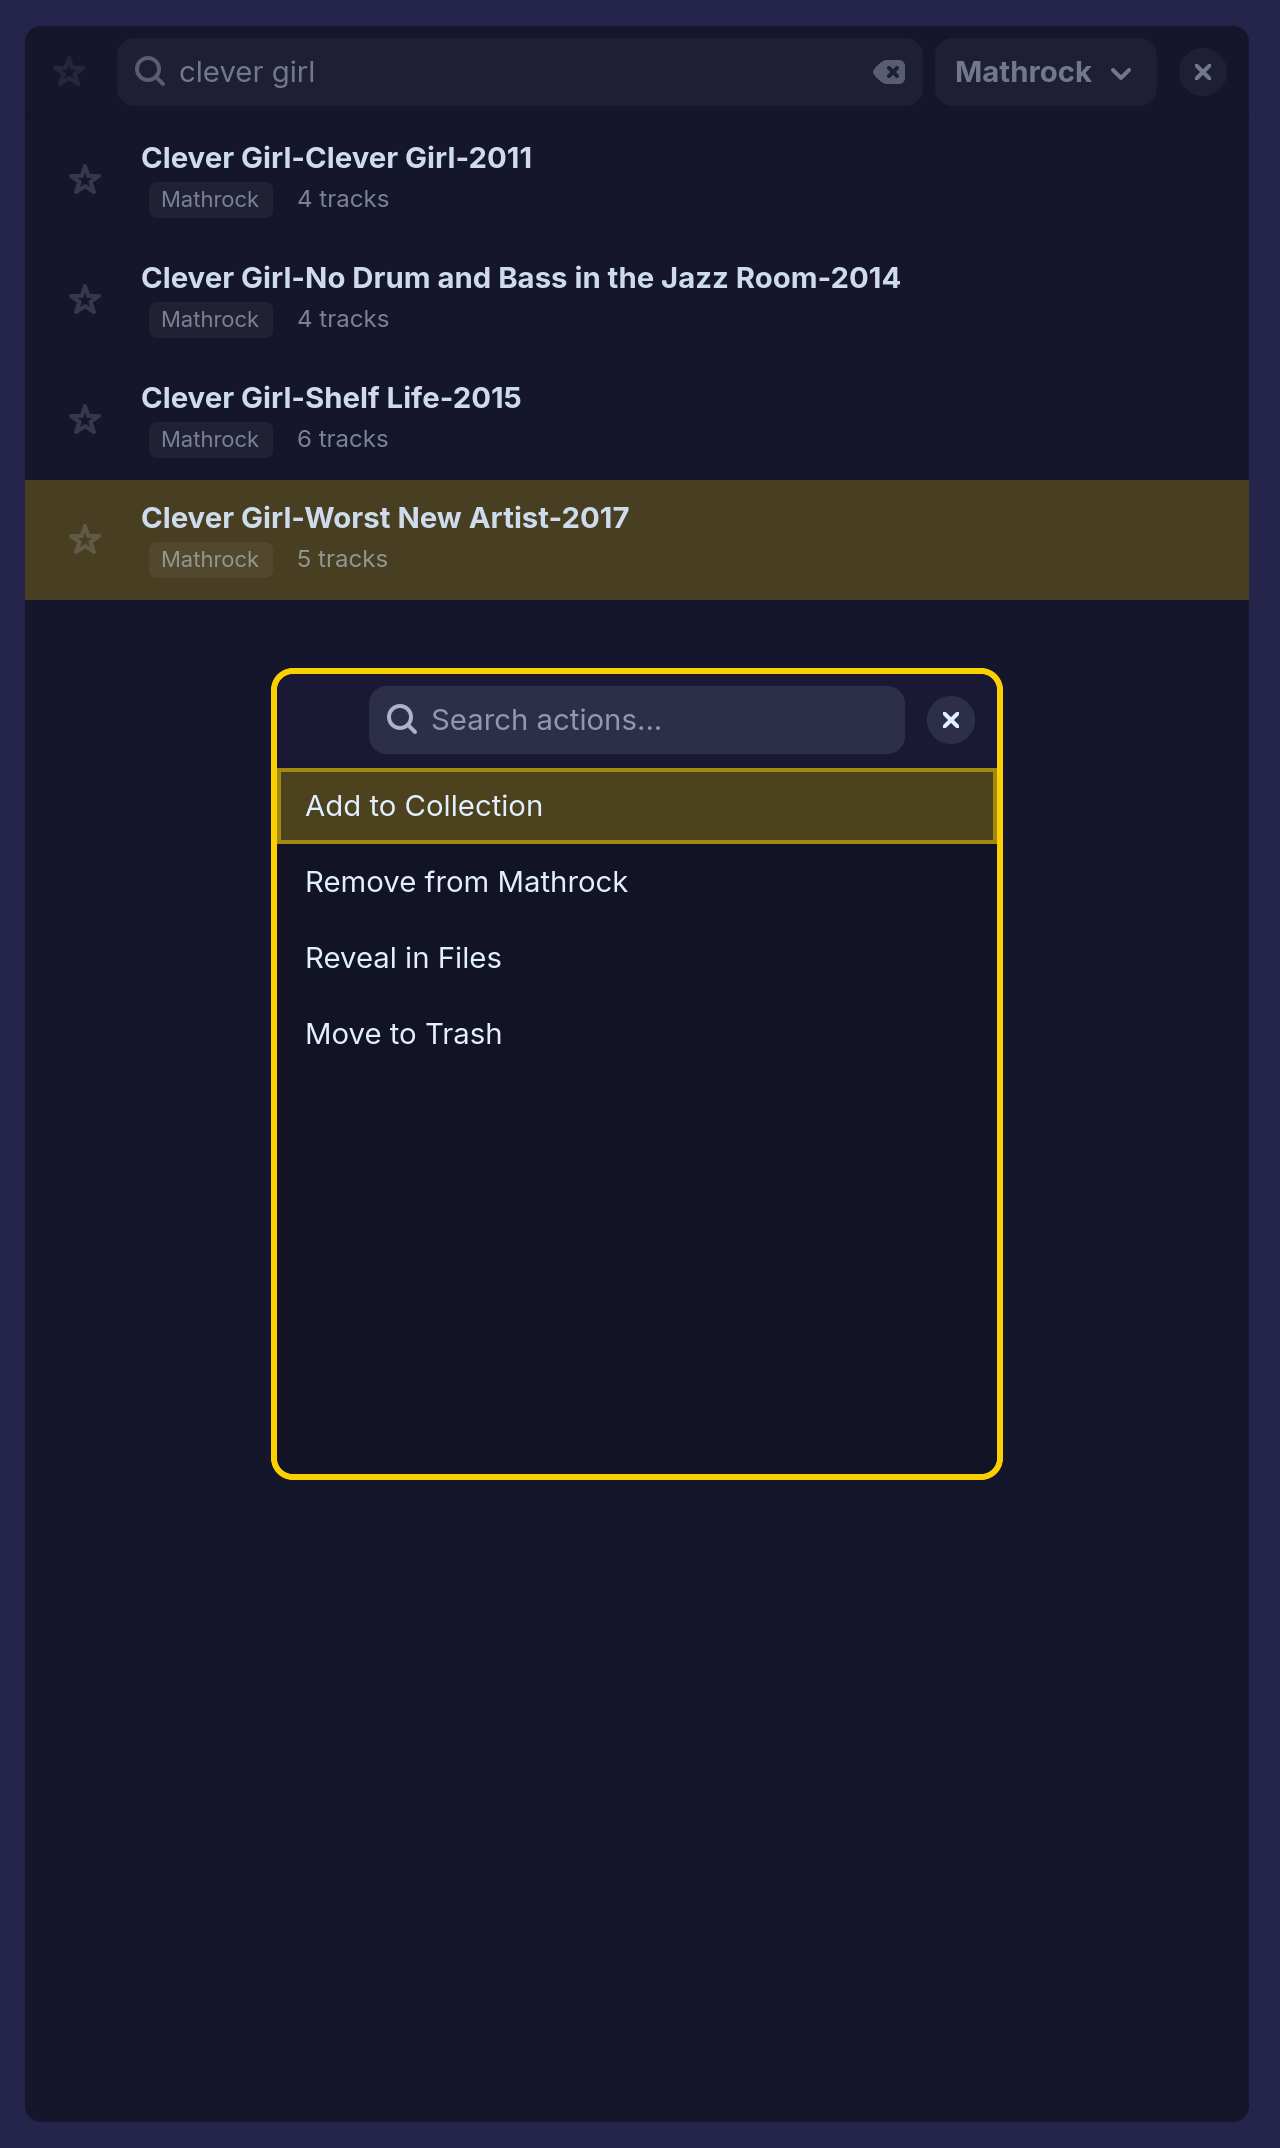 clever girl
Mathrock
Clever Girl-Clever Girl-2011
Mathrock 4 tracks
Clever Girl-No Drum and Bass in the Jazz Room-2014
Mathrock 4 tracks
Clever Girl-Shelf Life-2015
Mathrock 6 tracks
Clever Girl-Worst New Artist-2017
Mathrock 5 tracks
Search actions...
Add to Collection
Remove from Mathrock
Reveal in Files
Move to Trash